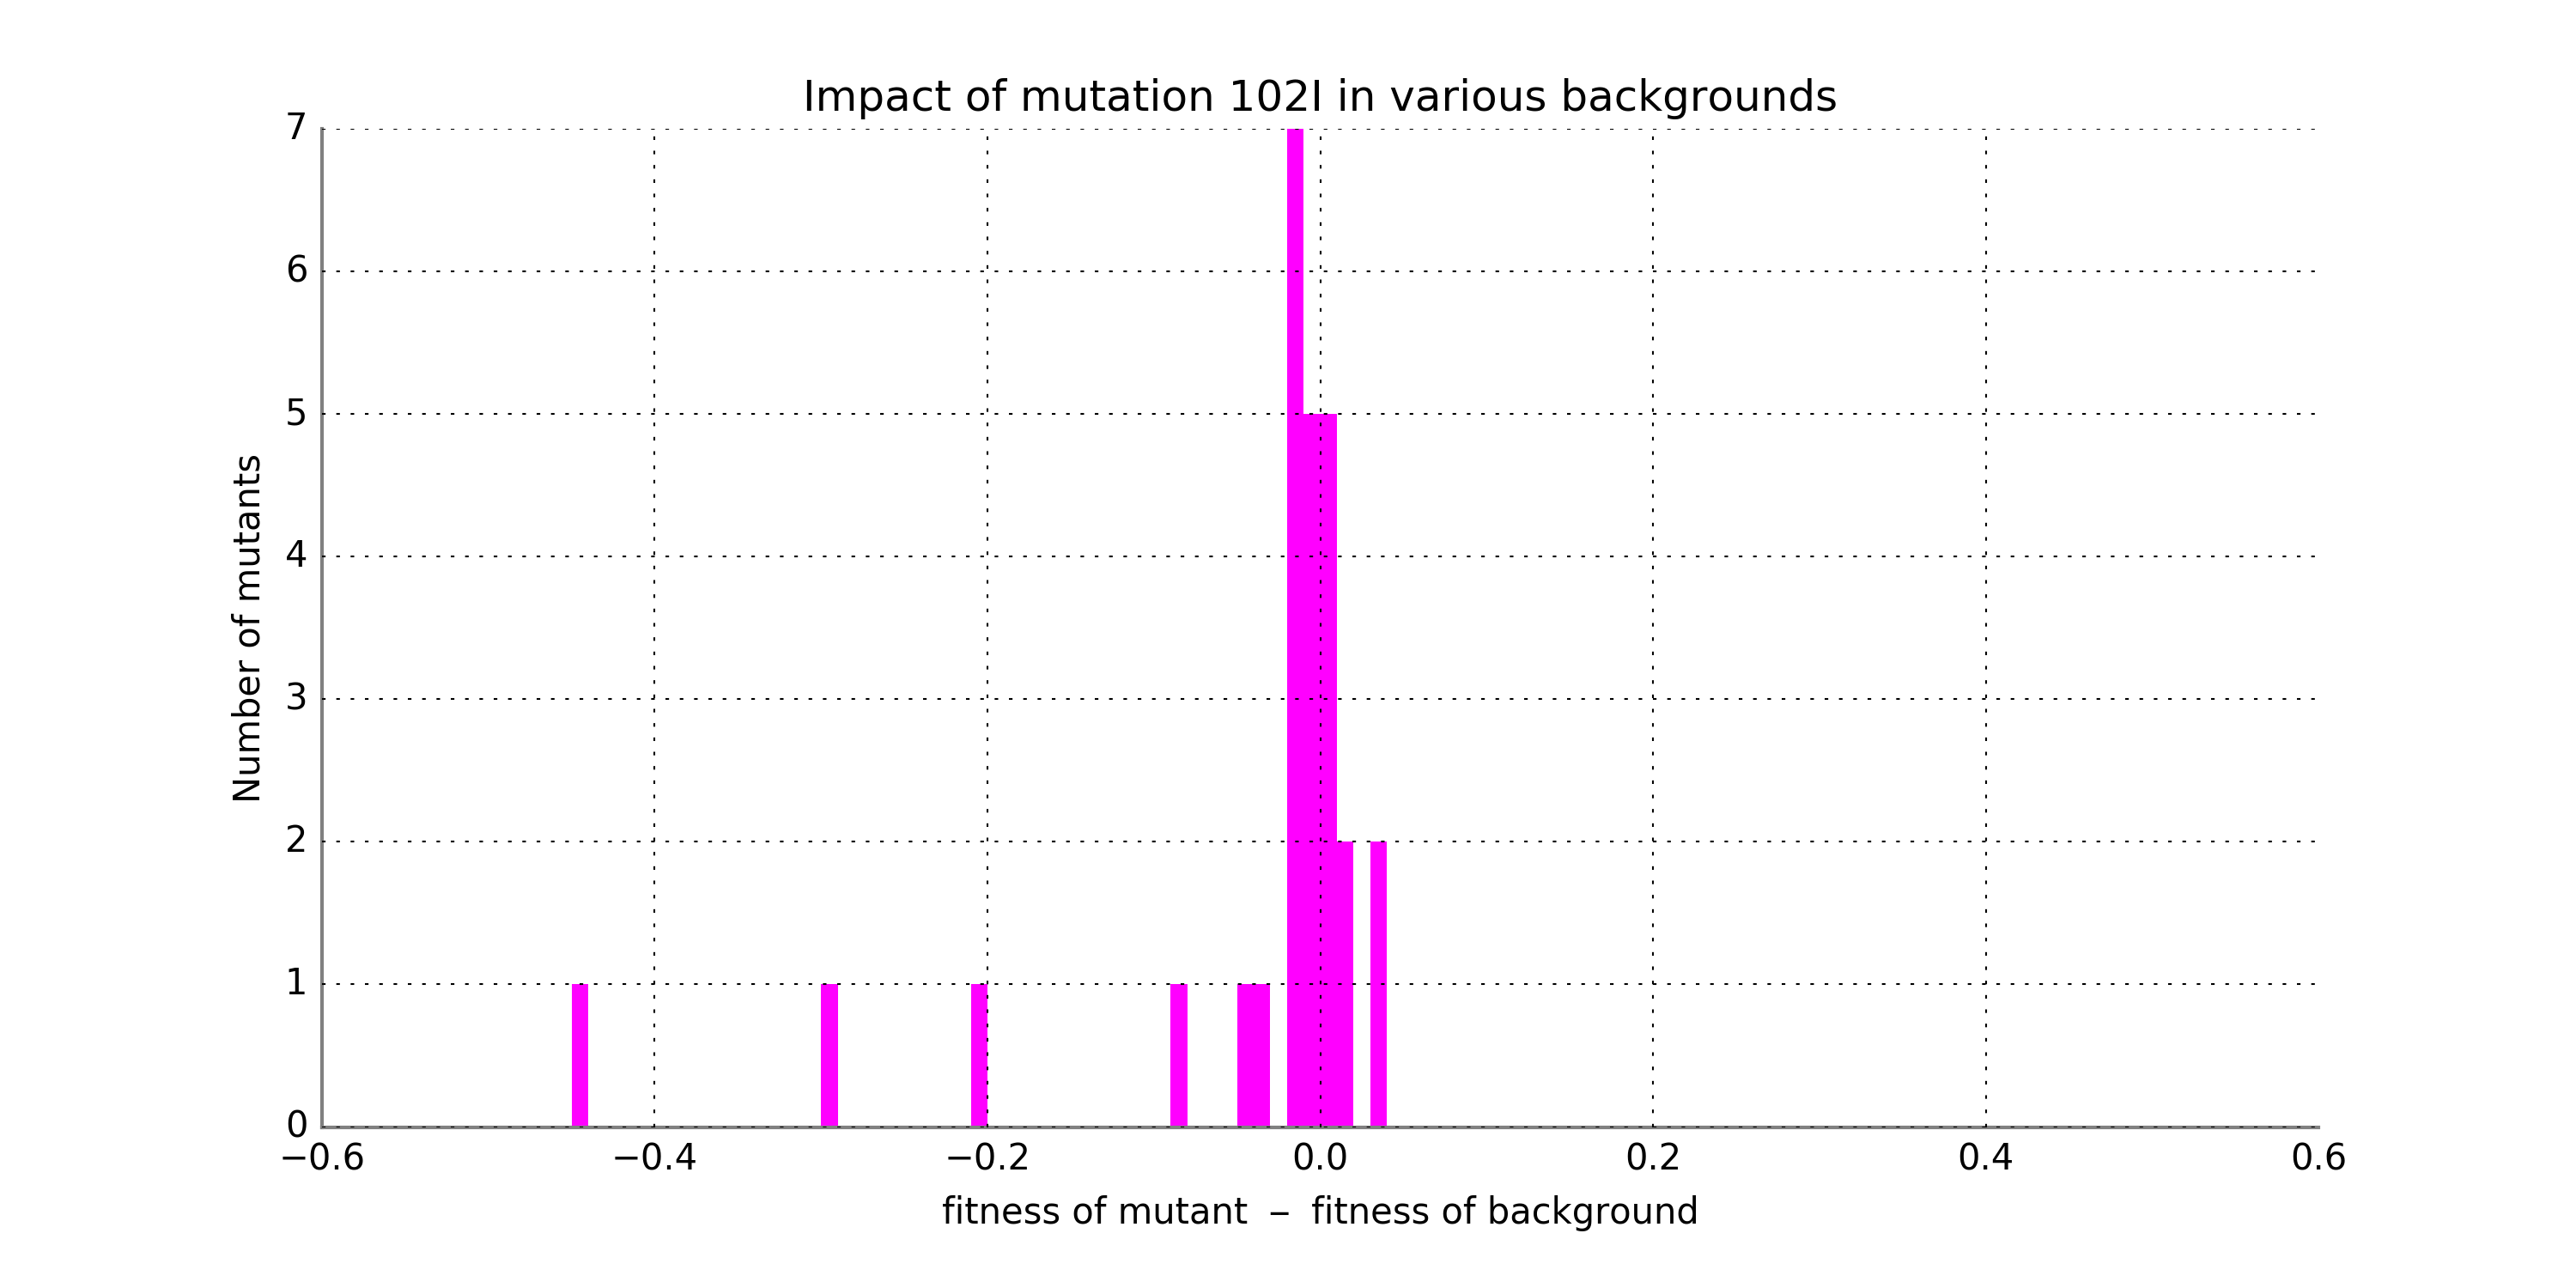 Impact of mutation 102I in various backgrounds
7
6
5
4
3
2
1
0
Number of mutants
−0.6 −0.4 −0.2 0.0 0.2 0.4 0.6
fitness of mutant − fitness of background